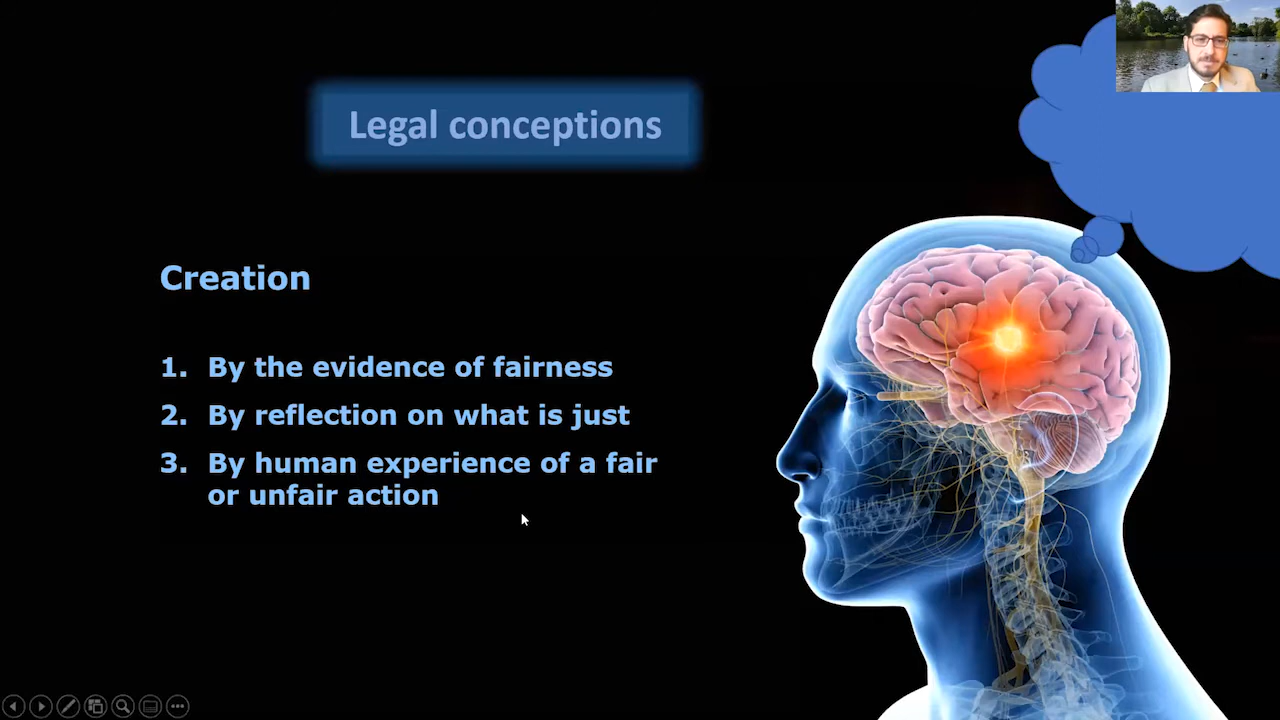 Legal conceptions
Creation
1. By the evidence of fairness
2. By reflection on what is just
3. By human experience of a fair
or unfair action